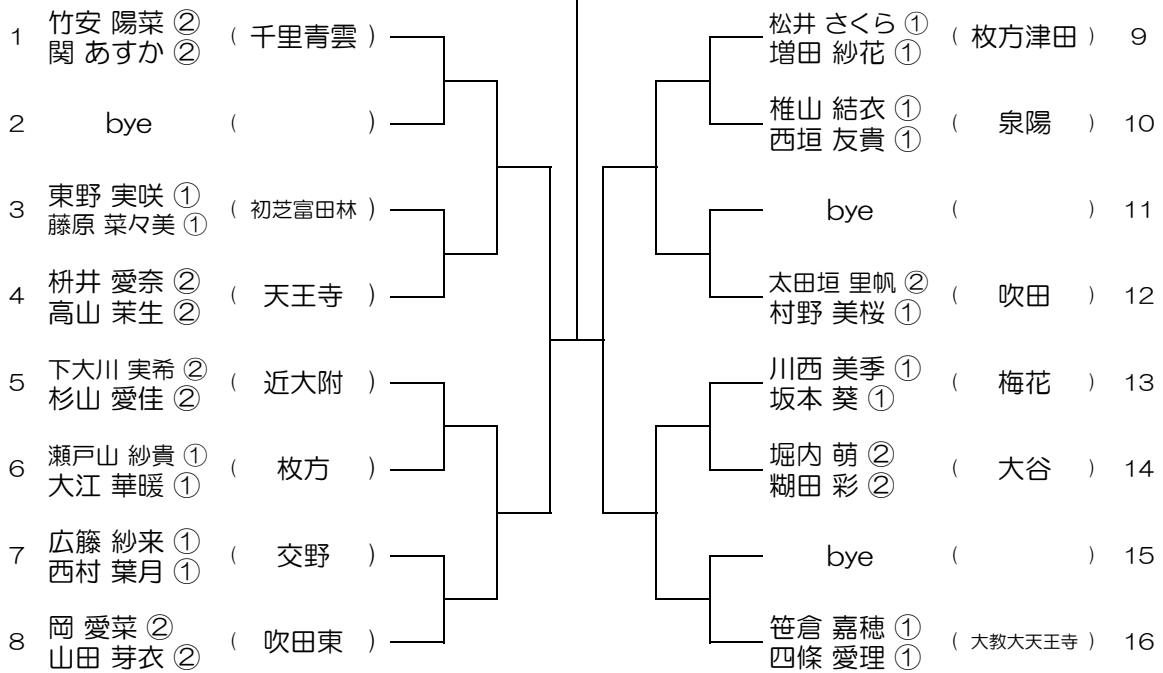 1 竹安 陽菜 ② ( 千里青雲 )
関 あすか ②
2 bye ( )
3 東野 実咲 ① ( 初芝富田林 )
藤原 菜々美 ①
4 枡井 愛奈 ② ( 天王寺 )
高山 茉生 ②
5 下大川 実希 ② ( 近大附 )
杉山 愛佳 ②
6 瀬戸山 紗貴 ① ( 枚方 )
大江 華暖 ①
7 広籐 紗来 ① ( 交野 )
西村 葉月 ①
8 岡 愛菜 ② ( 吹田東 )
山田 芽衣 ②
松井 さくら ① ( 枚方津田 ) 9
増田 紗花 ①
椎山 結衣 ① ( 泉陽 ) 10
西垣 友貴 ①
bye ( ) 11
太田垣 里帆 ② ( 吹田 ) 12
村野 美桜 ①
川西 美季 ① ( 梅花 ) 13
坂本 葵 ①
堀内 萌 ② ( 大谷 ) 14
糊田 彩 ②
bye ( ) 15
笹倉 嘉穂 ① ( 大教大天王寺 ) 16
四條 愛理 ①